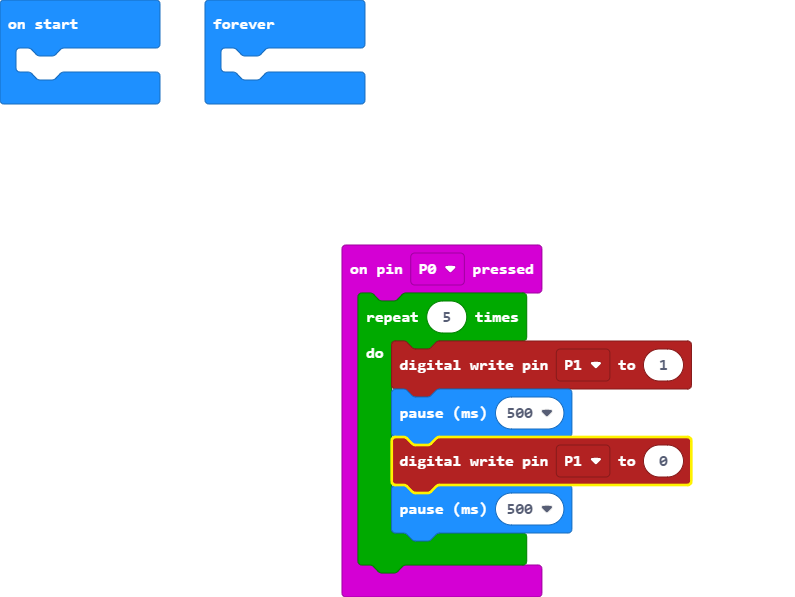 on start
forever
on pin P0 pressed
repeat 5 times
do
digital write pin P1 to 1
pause (ms) 500
digital write pin P1 to 0
pause (ms) 500